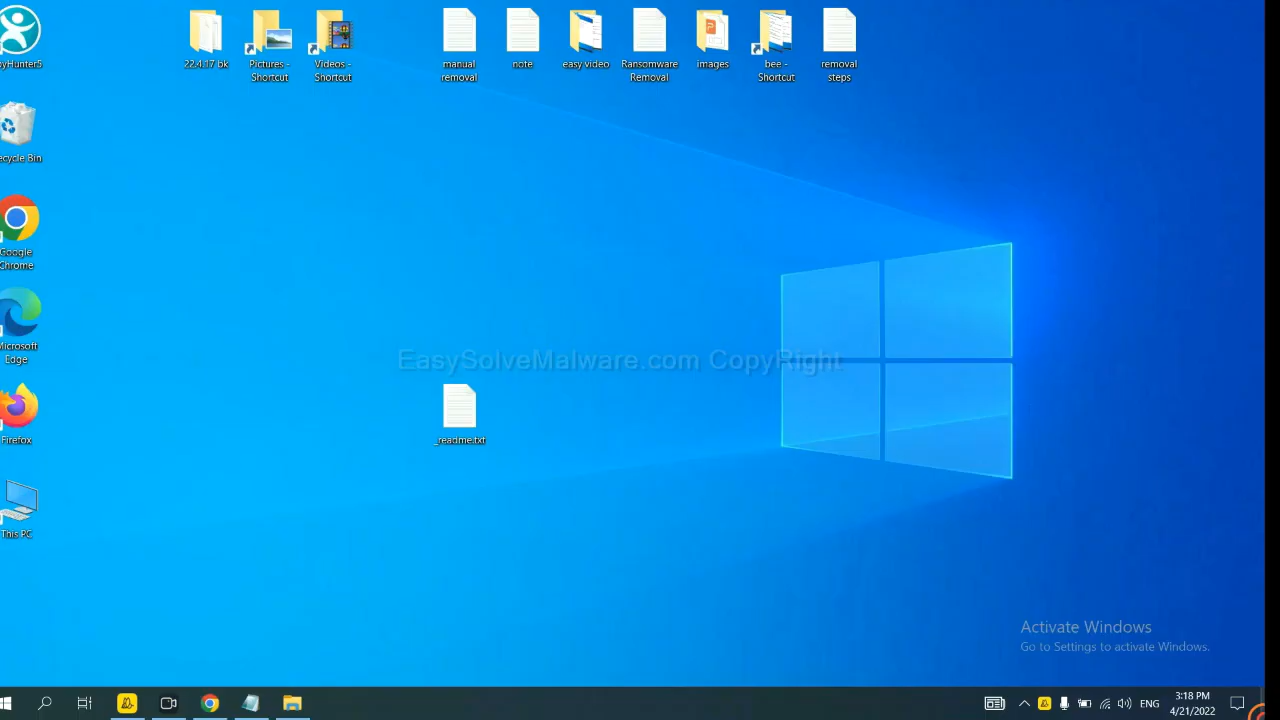 22.4.17 bk
Pictures -
Shortcut
Videos -
Shortcut
manual
removal
note
easy video
Ransomware
Removal
images
bee -
Shortcut
removal
steps
pyHunter5
ecycle Bin
Google
Chrome
Microsoft
Edge
Firefox
This PC
EasySolveMalware.com CopyRight
_readme.txt
Activate Windows
Go to Settings to activate Windows.
ENG
3:18 PM
4/21/2022